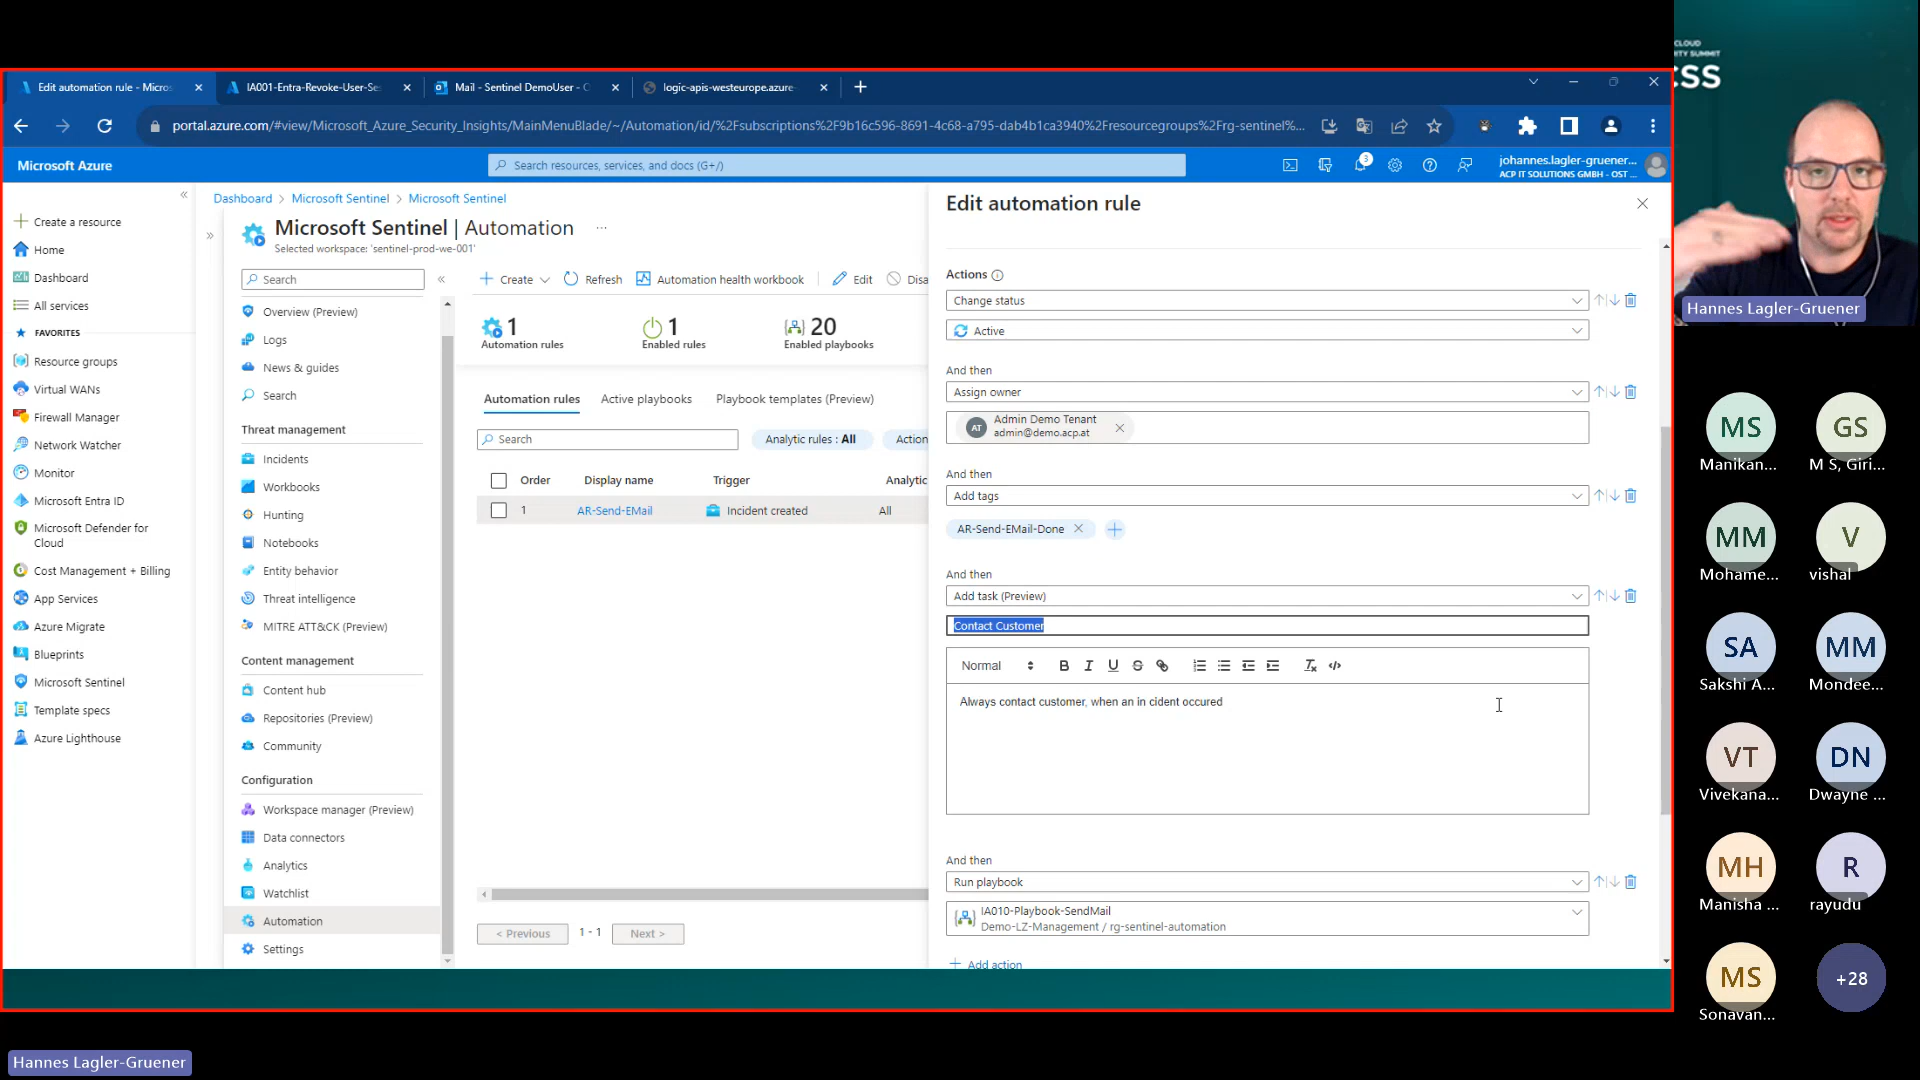 Edit automation rule - Micros
IA001-Entra-Revoke-User-Se
Mail - Sentinel DemoUser - O
logic-apis-westeurope.azure-
portal.azure.com/#view/Microsoft_Azure_Security_Insights/MainMenuBlade/~/Automation/id/%2Fsubscriptions%2F9b16c596-8691-4c68-a795-dab4b1ca3940%2Fresourcegroups%2Frg-sentinel%...
Microsoft Azure
Search resources, services, and docs (G+/)
3
johannes.lagler-gruener...
ACP IT SOLUTIONS GMBH - OST ...
Create a resource
Home
Dashboard
All services
FAVORITES
Resource groups
Virtual WANs
Firewall Manager
Network Watcher
Monitor
Microsoft Entra ID
Microsoft Defender for
Cloud
Cost Management + Billing
App Services
Azure Migrate
Blueprints
Microsoft Sentinel
Template specs
Azure Lighthouse
Dashboard > Microsoft Sentinel > Microsoft Sentinel
Microsoft Sentinel | Automation ...
Selected workspace: 'sentinel-prod-we-001'
Search
Overview (Preview)
Logs
News & guides
Search
Threat management
Incidents
Workbooks
Hunting
Notebooks
Entity behavior
Threat intelligence
MITRE ATT&CK (Preview)
Content management
Content hub
Repositories (Preview)
Community
Configuration
Workspace manager (Preview)
Data connectors
Analytics
Watchlist
Automation
Settings
Create
Refresh
Automation health workbook
Edit
Disa
1
Automation rules
1
Enabled rules
20
Enabled playbooks
Automation rules
Active playbooks
Playbook templates (Preview)
Search
Analytic rules : All
Action
Order
Display name
Trigger
Analytic
1
AR-Send-EMail
Incident created
All
< Previous
1 - 1
Next >
Edit automation rule
Actions
Change status
Active
And then
Assign owner
AT
Admin Demo Tenant
admin@demo.acp.at
And then
Add tags
AR-Send-EMail-Done
And then
Add task (Preview)
Contact Customer
Normal
B I U S
Always contact customer, when an in cident occured
And then
Run playbook
IA010-Playbook-SendMail
Demo-LZ-Management / rg-sentinel-automation
Add action
CLOUD
ITY SUMMIT
CSS
Hannes Lagler-Gruener
MS
Manikan...
GS
M S, Giri...
MM
Mohame...
V
vishal
SA
Sakshi A...
MM
Mondee...
VT
Vivekana...
DN
Dwayne ...
MH
Manisha ...
R
rayudu
MS
Sonavan...
+28
Hannes Lagler-Gruener